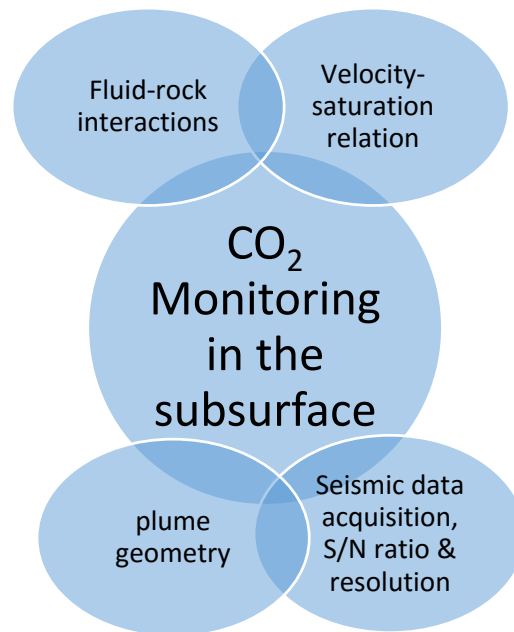 Fluid-rock
interactions
Velocity-
saturation
relation
CO₂
Monitoring
in the
subsurface
plume
geometry
Seismic data
acquisition,
S/N ratio &
resolution